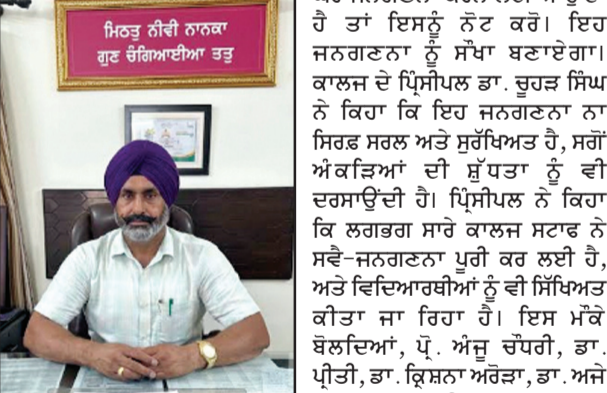 ਮਿਠਤੁ ਨੀਵੀ ਨਾਨਕਾ
ਗੁਣ ਚੰਗਿਆਈਆ ਤਤੁ
ਹੈ ਤਾਂ ਇਸਨੂੰ ਨੋਟ ਕਰੋ। ਇਹ
ਜਨਗਣਨਾ ਨੂੰ ਸੌਖਾ ਬਣਾਏਗਾ।
ਕਾਲਜ ਦੇ ਪ੍ਰਿੰਸੀਪਲ ਡਾ. ਚੂਹੜ ਸਿੰਘ
ਨੇ ਕਿਹਾ ਕਿ ਇਹ ਜਨਗਣਨਾ ਨਾ
ਸਿਰਫ਼ ਸਰਲ ਅਤੇ ਸੁਰੱਖਿਅਤ ਹੈ, ਸਗੋਂ
ਅੰਕੜਿਆਂ ਦੀ ਸ਼ੁੱਧਤਾ ਨੂੰ ਵੀ
ਦਰਸਾਉਂਦੀ ਹੈ। ਪ੍ਰਿੰਸੀਪਲ ਨੇ ਕਿਹਾ
ਕਿ ਲਗਭਗ ਸਾਰੇ ਕਾਲਜ ਸਟਾਫ ਨੇ
ਸਵੈ-ਜਨਗਣਨਾ ਪੂਰੀ ਕਰ ਲਈ ਹੈ,
ਅਤੇ ਵਿਦਿਆਰਥੀਆਂ ਨੂੰ ਵੀ ਸਿੱਖਿਅਤ
ਕੀਤਾ ਜਾ ਰਿਹਾ ਹੈ। ਇਸ ਮੌਕੇ
ਬੋਲਦਿਆਂ, ਪ੍ਰੋ. ਅੰਜੂ ਚੌਧਰੀ, ਡਾ.
ਪ੍ਰੀਤੀ, ਡਾ. ਕ੍ਰਿਸ਼ਨਾ ਅਰੋੜਾ, ਡਾ. ਅਜੇ